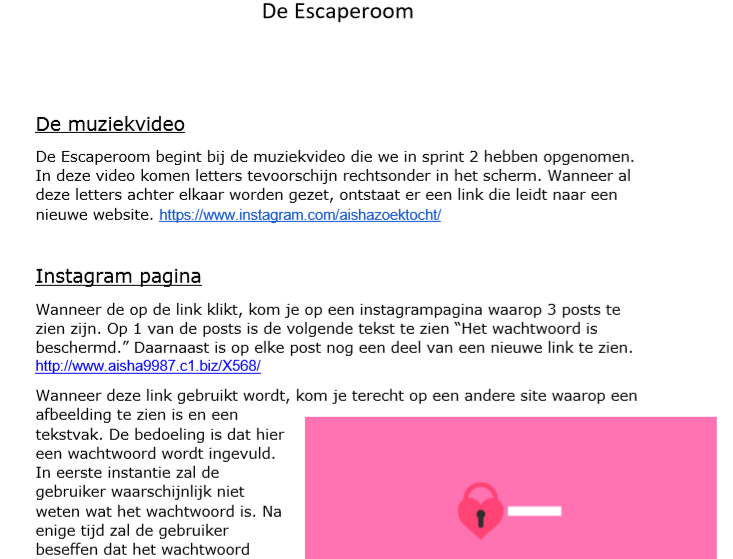 De Escaperoom
De muziekvideo
De Escaperoom begint bij de muziekvideo die we in sprint 2 hebben opgenomen.
In deze video komen letters tevoorschijn rechtsonder in het scherm. Wanneer al
deze letters achter elkaar worden gezet, ontstaat er een link die leidt naar een
nieuwe website. https://www.instagram.com/aishazoektocht/
Instagram pagina
Wanneer de op de link klikt, kom je op een instagrampagina waarop 3 posts te
zien zijn. Op 1 van de posts is de volgende tekst te zien “Het wachtwoord is
beschermd.” Daarnaast is op elke post nog een deel van een nieuwe link te zien.
http://www.aisha9987.c1.biz/X568/
Wanneer deze link gebruikt wordt, kom je terecht op een andere site waarop een
afbeelding te zien is en een
tekstvak. De bedoeling is dat hier
een wachtwoord wordt ingevuld.
In eerste instantie zal de
gebruiker waarschijnlijk niet
weten wat het wachtwoord is. Na
enige tijd zal de gebruiker
beseffen dat het wachtwoord